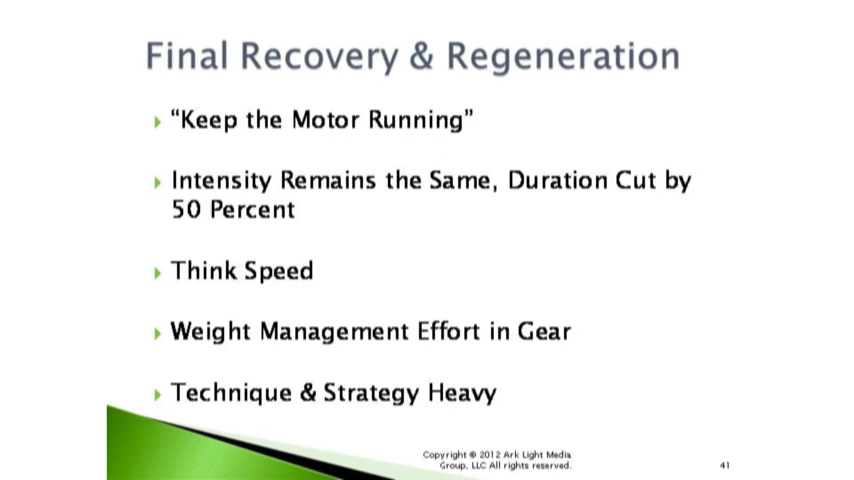 Final Recovery & Regeneration
“Keep the Motor Running”
Intensity Remains the Same, Duration Cut by
50 Percent
Think Speed
Weight Management Effort in Gear
Technique & Strategy Heavy
Copyright © 2012 Ark Light Media
Group, LLC All rights reserved.
41